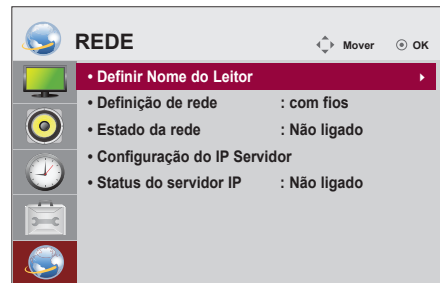 REDE
Mover
OK
• Definir Nome do Leitor
• Definição de rede : com fios
• Estado da rede : Não ligado
• Configuração do IP Servidor
• Status do servidor IP : Não ligado